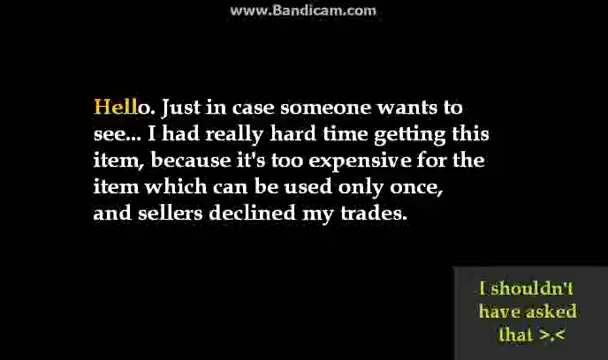 www.Bandicam.com
Hello. Just in case someone wants to
see... I had really hard time getting this
item, because it's too expensive for the
item which can be used only once,
and sellers declined my trades.
I shouldn't
have asked
that >.<